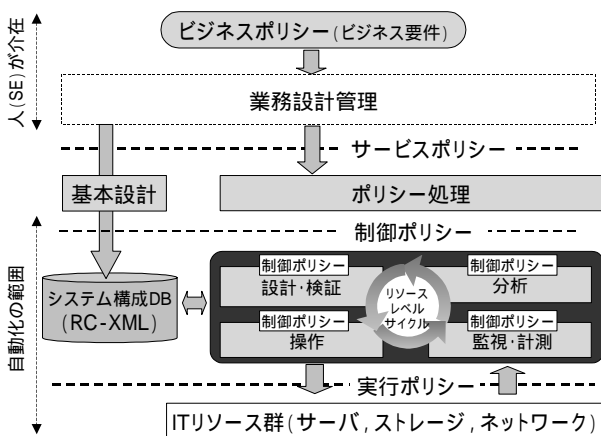 人(SE)が介在
ビジネスポリシー(ビジネス要件)
業務設計管理
サービスポリシー
基本設計
ポリシー処理
自動化の範囲
制御ポリシー
システム構成DB
(RC-XML)
制御ポリシー
設計・検証
制御ポリシー
分析
リソース
レベル
サイクル
制御ポリシー
操作
制御ポリシー
監視・計測
実行ポリシー
ITリソース群(サーバ,ストレージ,ネットワーク)